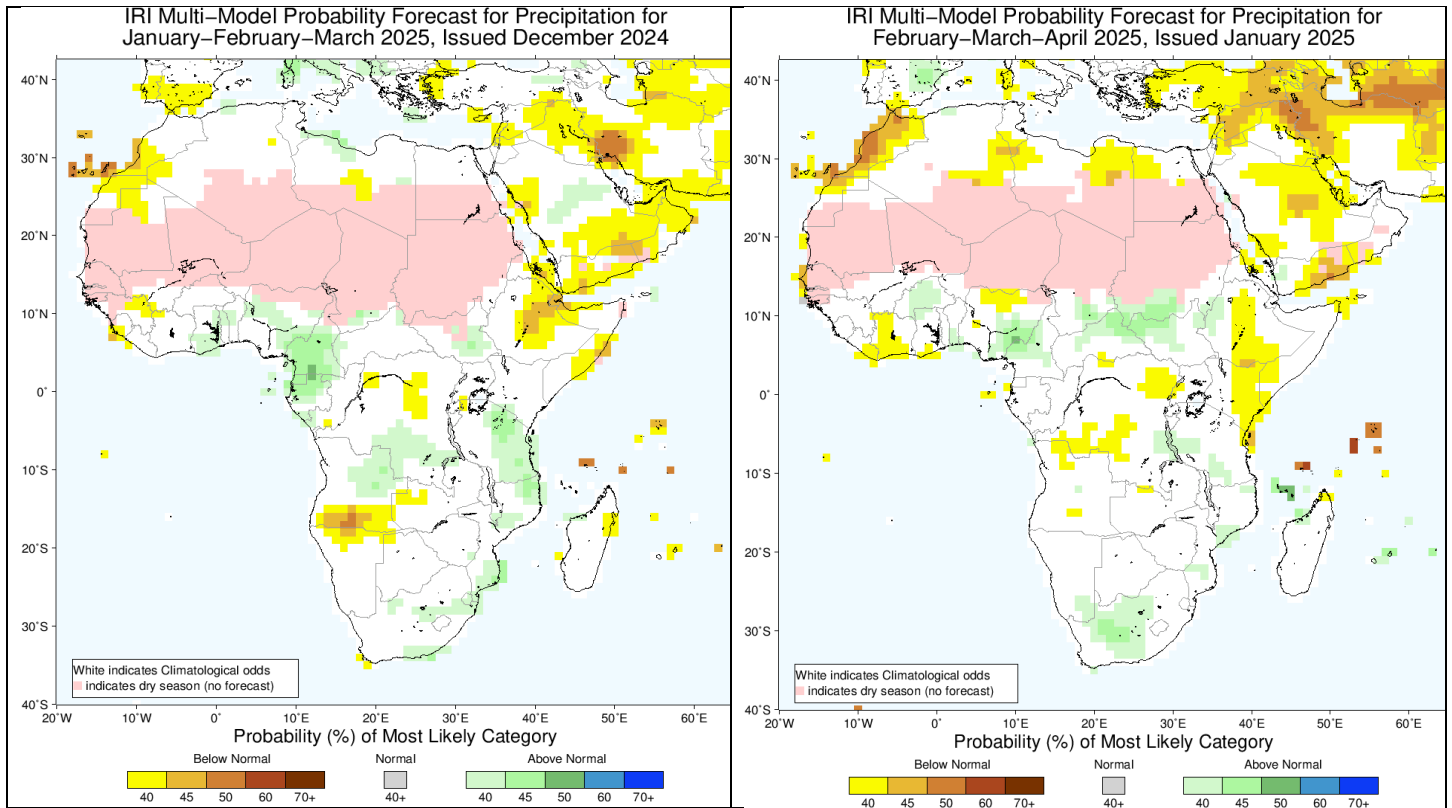 IRI Multi−Model Probability Forecast for Precipitation for
January−February−March 2025, Issued December 2024
40˚N
30˚N
20˚N
10˚N
0˚
10˚S
20˚S
30˚S
40˚S
White indicates Climatological odds
indicates dry season (no forecast)
20˚W 10˚W 0˚ 10˚E 20˚E 30˚E 40˚E 50˚E 60˚E
Probability (%) of Most Likely Category
Below Normal Normal Above Normal
40 45 50 60 70+ 40+ 40 45 50 60 70+
IRI Multi−Model Probability Forecast for Precipitation for
February−March−April 2025, Issued January 2025
40˚N
30˚N
20˚N
10˚N
0˚
10˚S
20˚S
30˚S
40˚S
White indicates Climatological odds
indicates dry season (no forecast)
20˚W 10˚W 0˚ 10˚E 20˚E 30˚E 40˚E 50˚E 60˚E
Probability (%) of Most Likely Category
Below Normal Normal Above Normal
40 45 50 60 70+ 40+ 40 45 50 60 70+